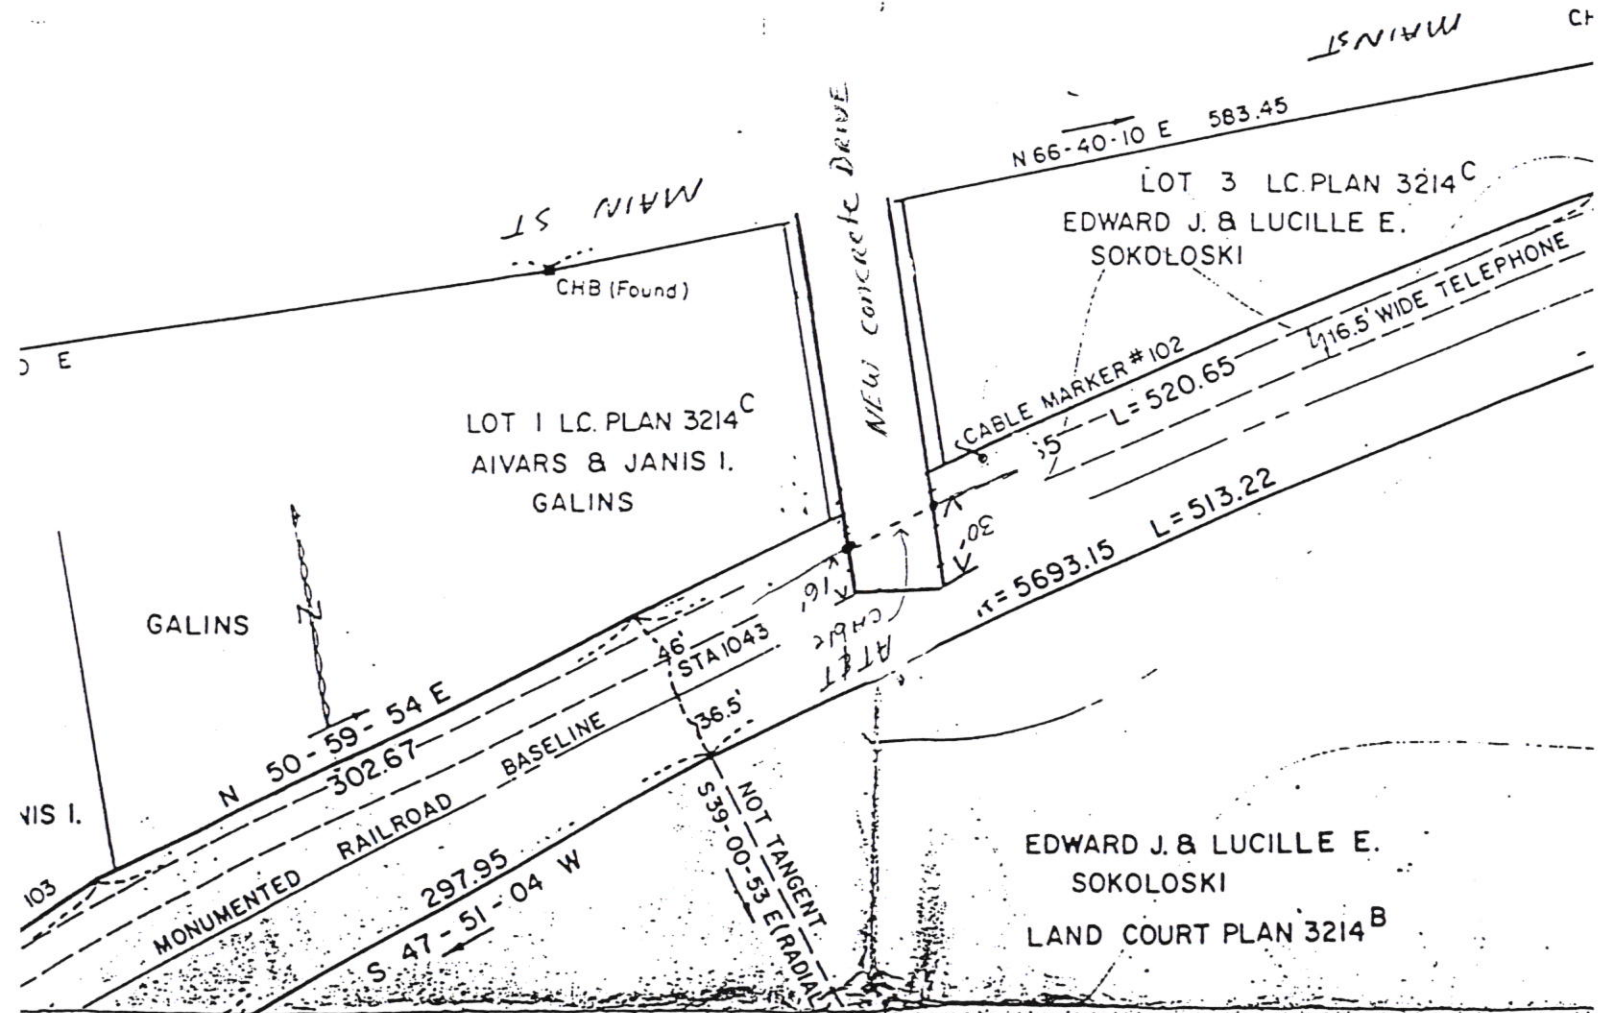 MAIN ST
CH
N 66-40-10 E 583.45
LOT 3 LC. PLAN 3214C
EDWARD J. & LUCILLE E.
SOKOLOSKI
MAIN ST
NEW CONCRETE DRIVE
CHB (Found)
E
16.5' WIDE TELEPHONE
CABLE MARKER #102
L=520.65
LOT 1 LC. PLAN 3214C
AIVARS & JANIS I.
GALINS
30'
L=513.22
= 5693.15
16'
AT&T
CABLE
GALINS
N
46'
STA 1043
36.5'
N 50-59-54 E
302.67
MONUMENTED RAILROAD BASELINE
NIS I.
103
297.95
S 47-51-04 W
NOT TANGENT
S 39-00-53 E (RADIAL
EDWARD J. & LUCILLE E.
SOKOLOSKI
LAND COURT PLAN 3214B